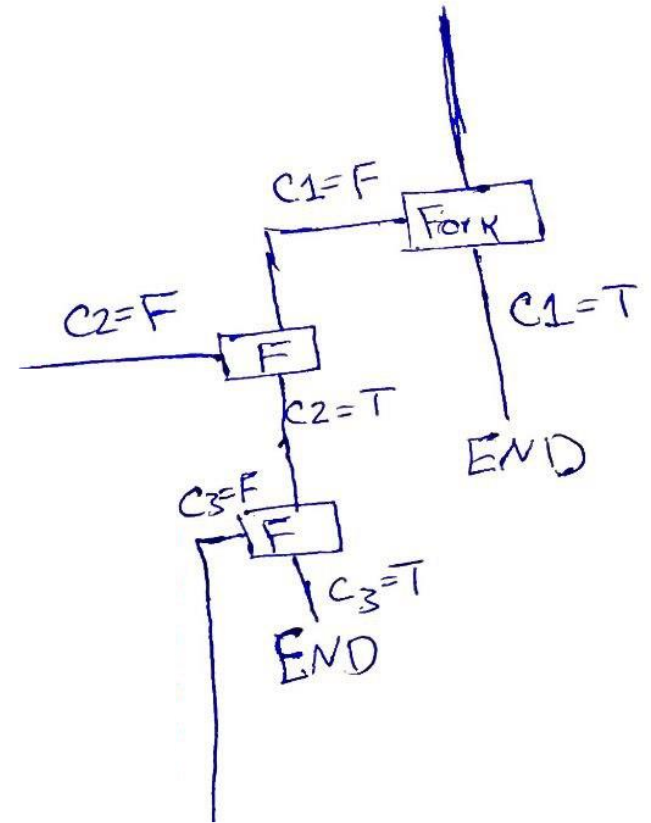 C1=F
Fork
C2=F
C1=T
F
C2=T
END
C3=F
F
C3=T
END